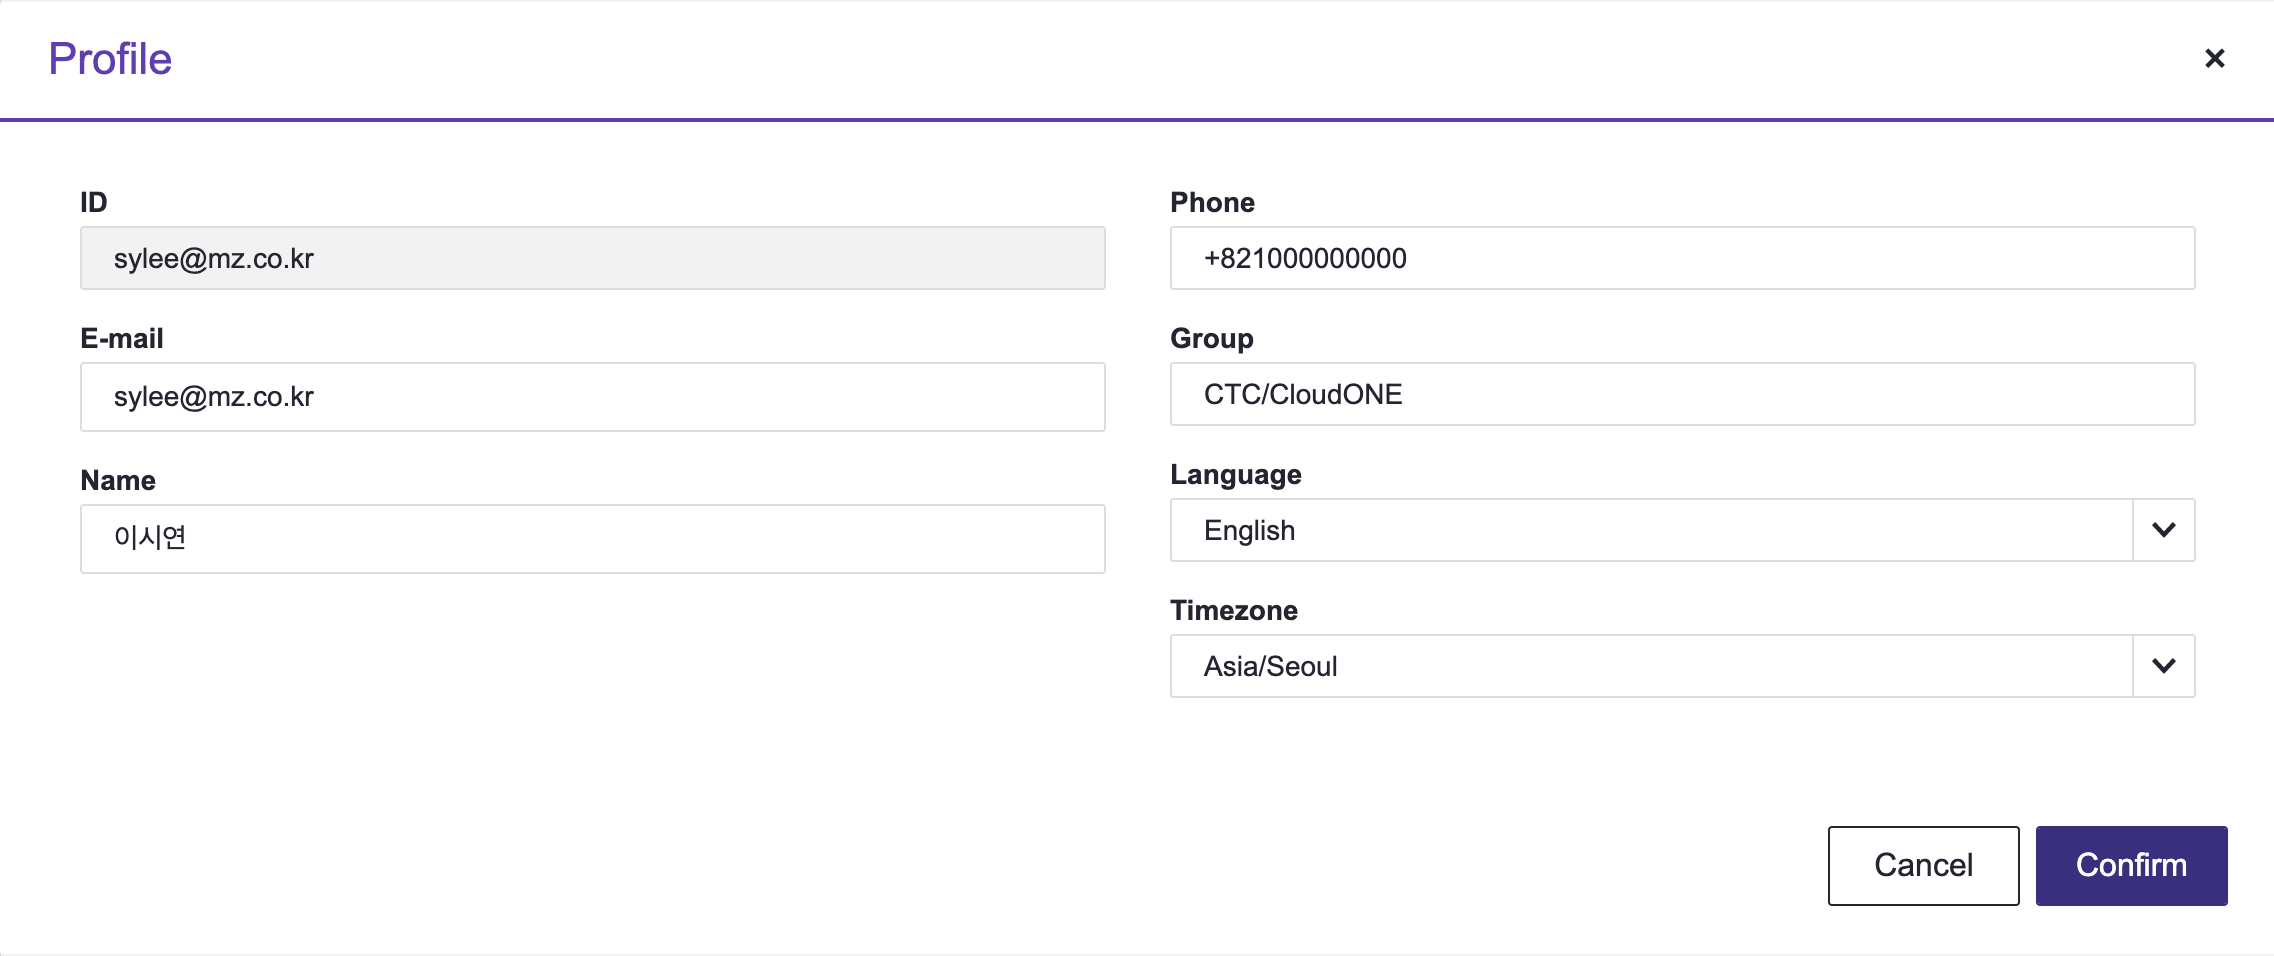 Profile
ID
sylee@mz.co.kr
E-mail
sylee@mz.co.kr
Name
이시연
Phone
+821000000000
Group
CTC/CloudONE
Language
English
Timezone
Asia/Seoul
Cancel
Confirm